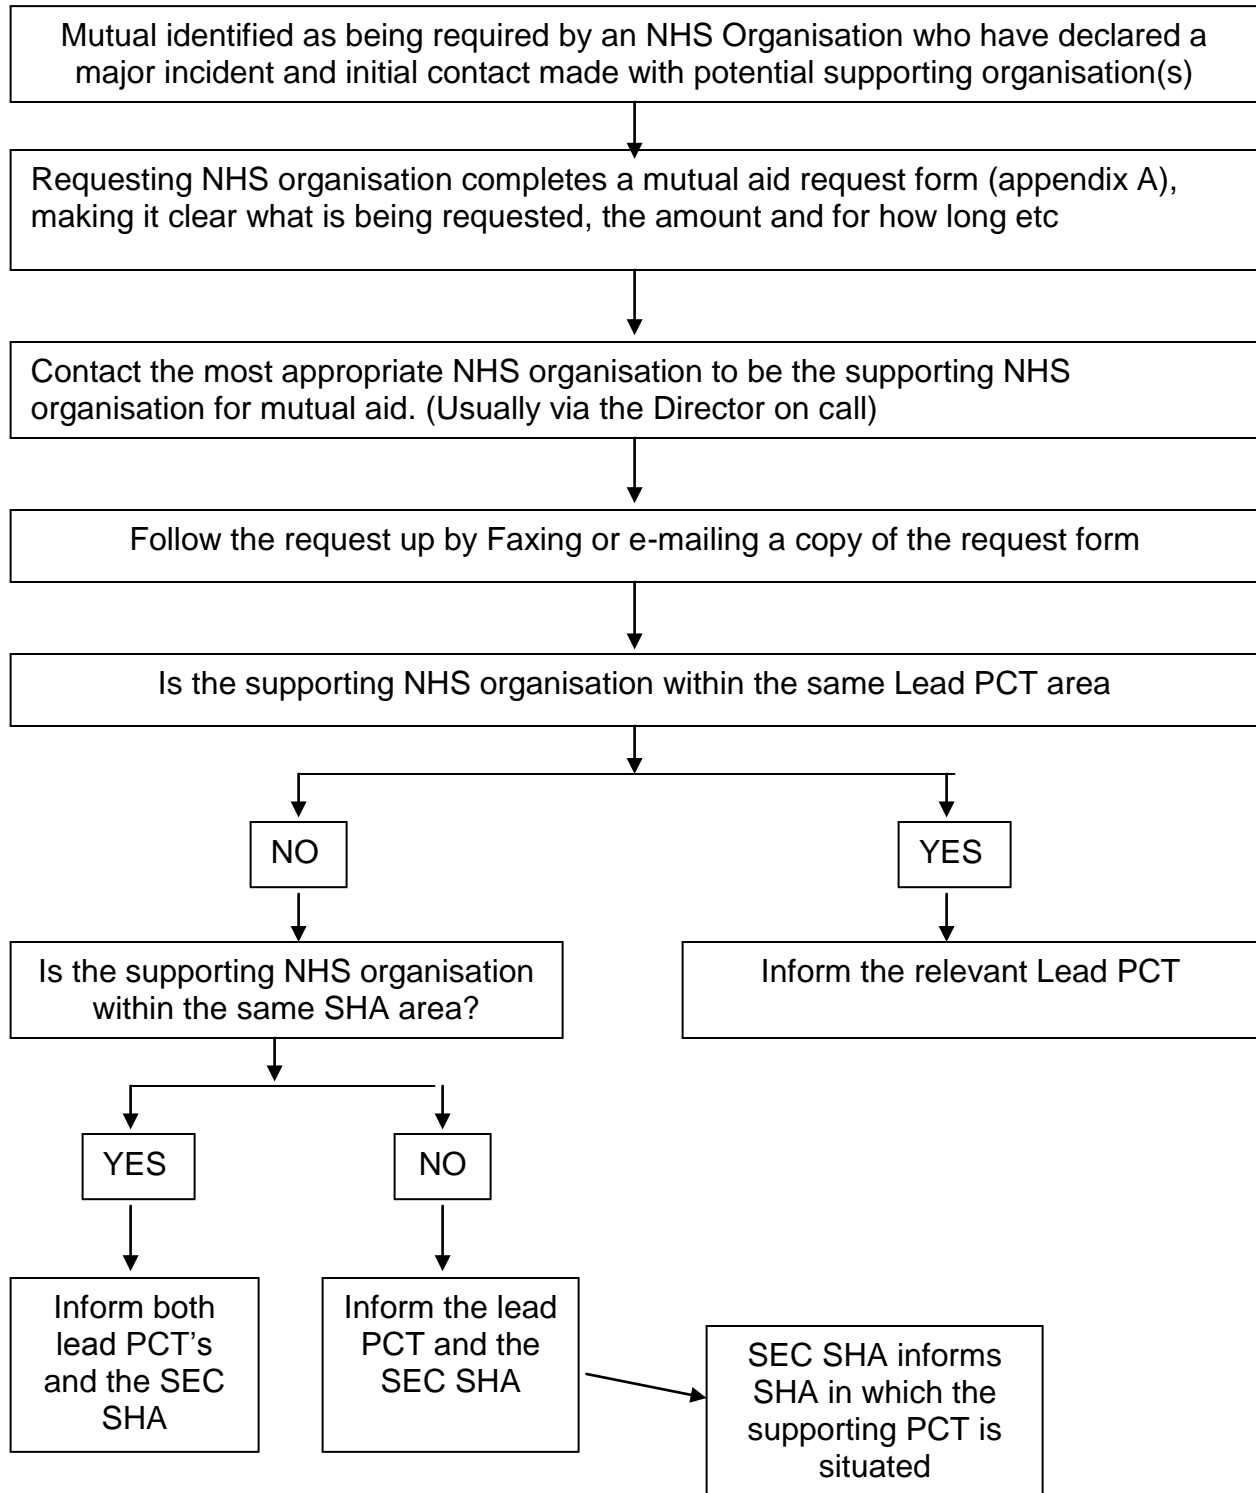 Mutual identified as being required by an NHS Organisation who have declared a
major incident and initial contact made with potential supporting organisation(s)
Requesting NHS organisation completes a mutual aid request form (appendix A),
making it clear what is being requested, the amount and for how long etc
Contact the most appropriate NHS organisation to be the supporting NHS
organisation for mutual aid. (Usually via the Director on call)
Follow the request up by Faxing or e-mailing a copy of the request form
Is the supporting NHS organisation within the same Lead PCT area
NO
YES
Is the supporting NHS organisation
within the same SHA area?
Inform the relevant Lead PCT
YES
NO
Inform both
lead PCT’s
and the SEC
SHA
Inform the lead
PCT and the
SEC SHA
SEC SHA informs
SHA in which the
supporting PCT is
situated